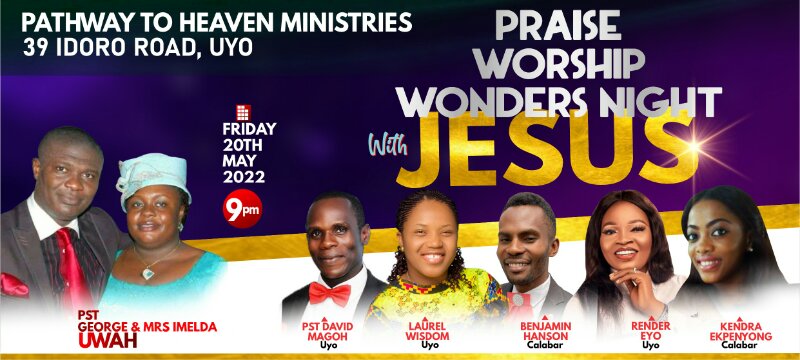 PATHWAY TO HEAVEN MINISTRIES
39 IDORO ROAD, UYO
PRAISE
WORSHIP
WONDERS NIGHT
With JESUS
FRIDAY
20TH
MAY
2022
9pm
PST
GEORGE & MRS IMELDA
UWAH
PST DAVID
MAGOH
Uyo
LAUREL
WISDOM
Uyo
BENJAMIN
HANSON
Calabar
RENDER
EYO
Uyo
KENDRA
EKPENYONG
Calabar